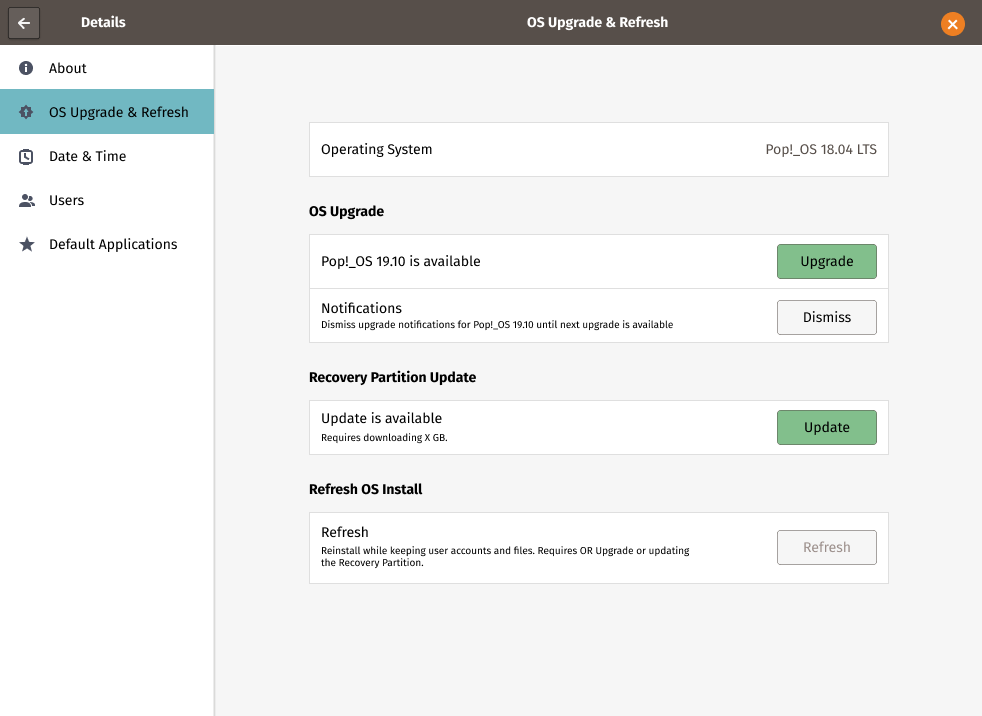 Details
OS Upgrade & Refresh
About
OS Upgrade & Refresh
Date & Time
Users
Default Applications
Operating System
Pop!_OS 18.04 LTS
OS Upgrade
Pop!_OS 19.10 is available
Upgrade
Notifications
Dismiss upgrade notifications for Pop!_OS 19.10 until next upgrade is available
Dismiss
Recovery Partition Update
Update is available
Requires downloading X GB.
Update
Refresh OS Install
Refresh
Reinstall while keeping user accounts and files. Requires OR Upgrade or updating
the Recovery Partition.
Refresh